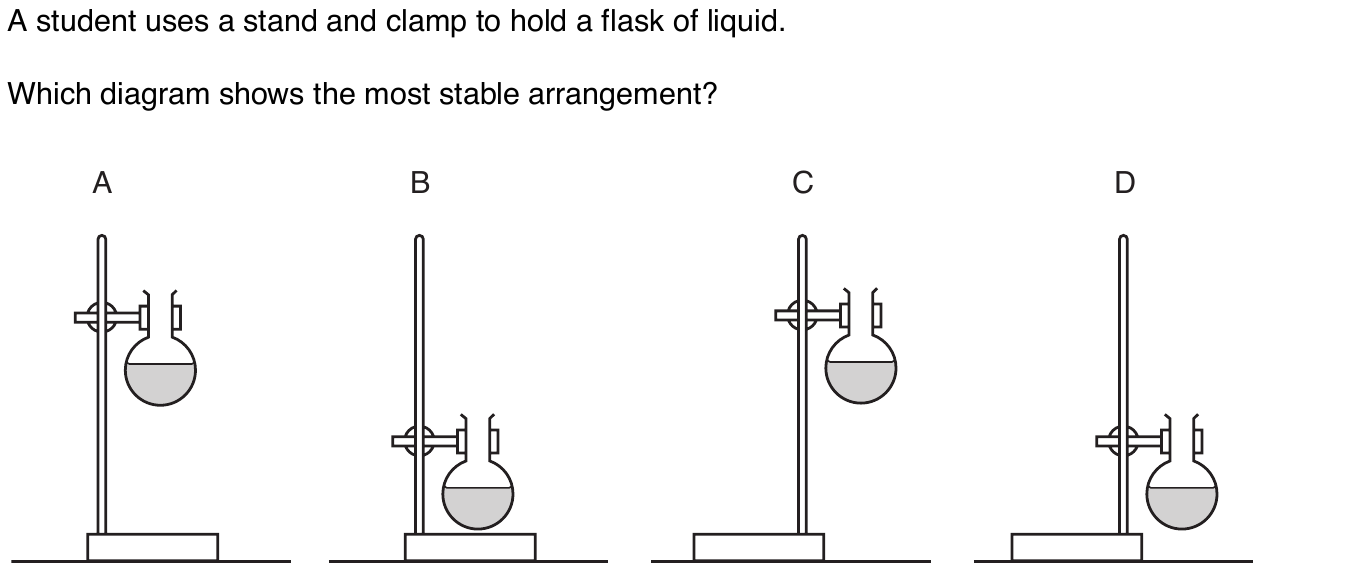 A student uses a stand and clamp to hold a flask of liquid.
Which diagram shows the most stable arrangement?
A B C D